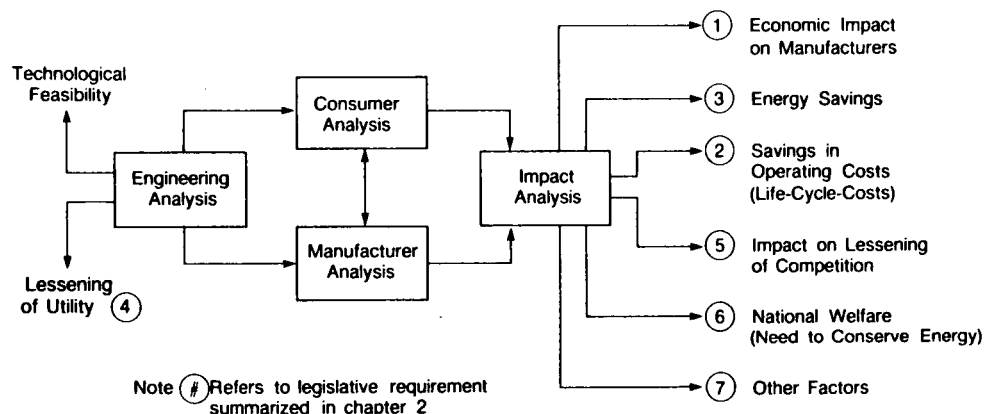 Technological
Feasibility
Engineering
Analysis
Lessening
of Utility 4
Consumer
Analysis
Manufacturer
Analysis
Impact
Analysis
1 Economic Impact
on Manufacturers
3 Energy Savings
2 Savings in
Operating Costs
(Life-Cycle-Costs)
5 Impact on Lessening
of Competition
6 National Welfare
(Need to Conserve Energy)
7 Other Factors
Note # Refers to legislative requirement
summarized in chapter 2